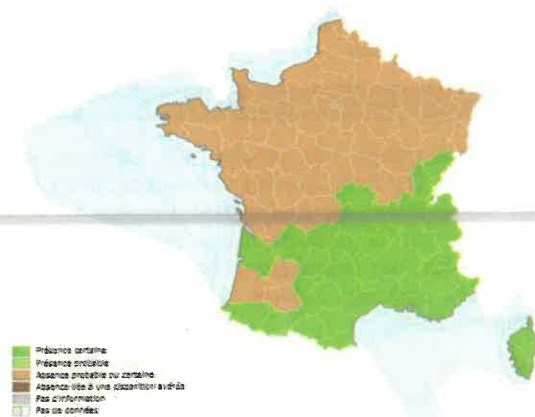 Présence certaine
Présence probable
Absence probable ou certaine
Absence liée à une disparition avérée
Pas d'information
Pas de données